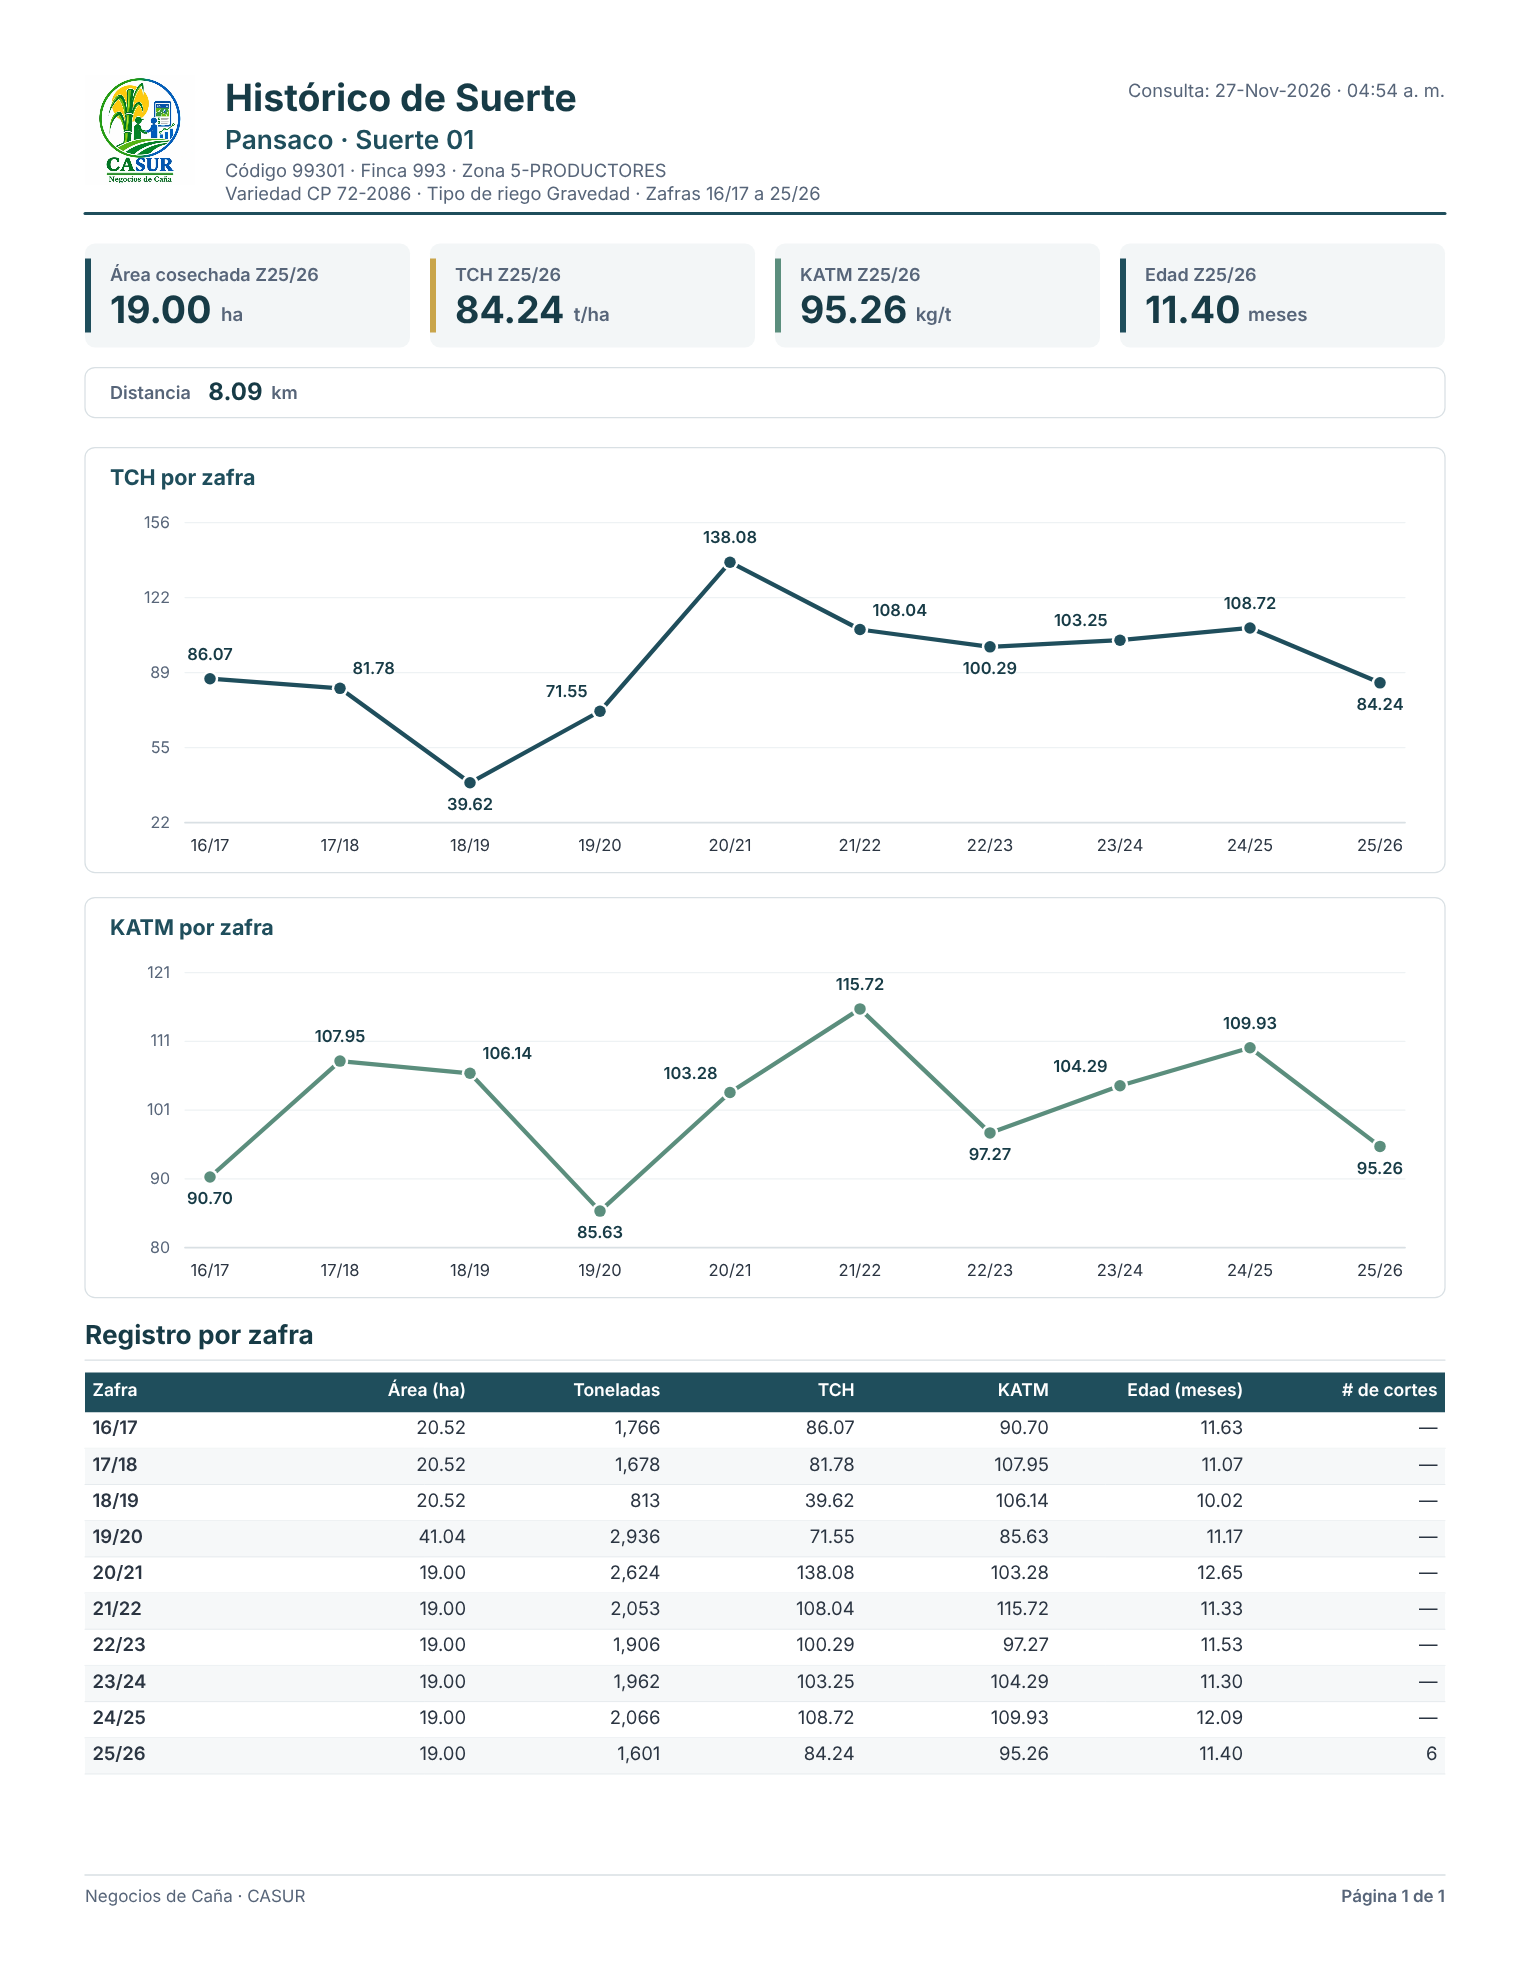 CASUR
Negocios de Caña
Histórico de Suerte
Pansaco · Suerte 01
Código 99301 · Finca 993 · Zona 5-PRODUCTORES
Variedad CP 72-2086 · Tipo de riego Gravedad · Zafras 16/17 a 25/26
Consulta: 27-Nov-2026 · 04:54 a. m.
Área cosechada Z25/26
19.00 ha
TCH Z25/26
84.24 t/ha
KATM Z25/26
95.26 kg/t
Edad Z25/26
11.40 meses
Distancia 8.09 km
TCH por zafra
156
122
89
55
22
86.07
81.78
39.62
71.55
138.08
108.04
100.29
103.25
108.72
84.24
16/17 17/18 18/19 19/20 20/21 21/22 22/23 23/24 24/25 25/26
KATM por zafra
121
111
101
90
80
90.70
107.95
106.14
85.63
103.28
115.72
97.27
104.29
109.93
95.26
16/17 17/18 18/19 19/20 20/21 21/22 22/23 23/24 24/25 25/26
Registro por zafra
Zafra Área (ha) Toneladas TCH KATM Edad (meses) # de cortes
16/17 20.52 1,766 86.07 90.70 11.63 —
17/18 20.52 1,678 81.78 107.95 11.07 —
18/19 20.52 813 39.62 106.14 10.02 —
19/20 41.04 2,936 71.55 85.63 11.17 —
20/21 19.00 2,624 138.08 103.28 12.65 —
21/22 19.00 2,053 108.04 115.72 11.33 —
22/23 19.00 1,906 100.29 97.27 11.53 —
23/24 19.00 1,962 103.25 104.29 11.30 —
24/25 19.00 2,066 108.72 109.93 12.09 —
25/26 19.00 1,601 84.24 95.26 11.40 6
Negocios de Caña · CASUR
Página 1 de 1